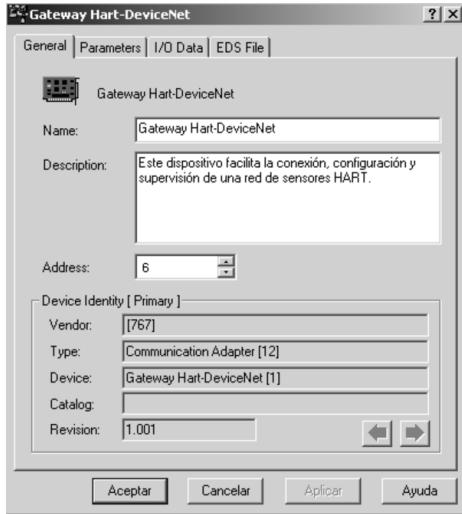 Gateway Hart-DeviceNet
General Parameters I/O Data EDS File
Gateway Hart-DeviceNet
Name: Gateway Hart-DeviceNet
Description: Este dispositivo facilita la conexión, configuración y
supervisión de una red de sensores HART.
Address: 6
Device Identity [ Primary ]
Vendor: [767]
Type: Communication Adapter [12]
Device: Gateway Hart-DeviceNet [1]
Catalog:
Revision: 1.001
Aceptar Cancelar Aplicar Ayuda